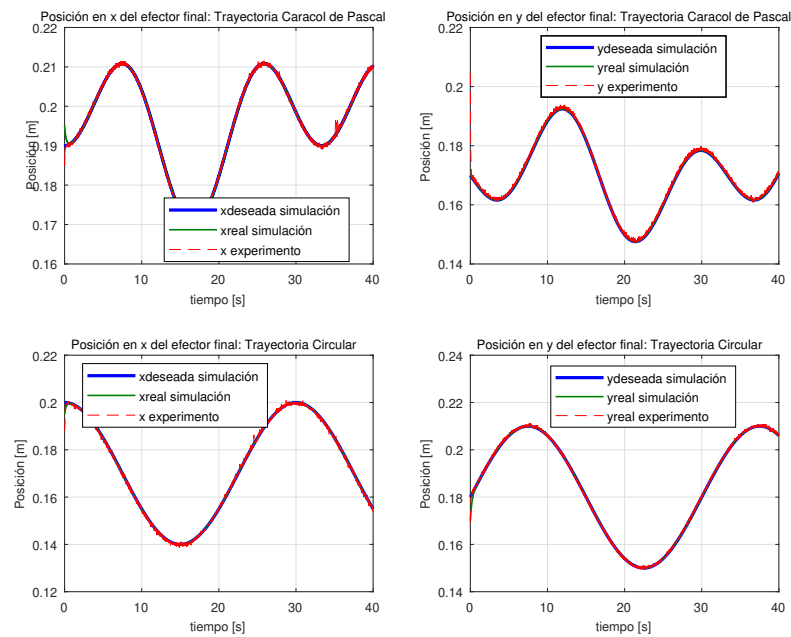 Posición en x del efector final: Trayectoria Caracol de Pascal
0.22
0.21
0.2
0.19
0.18
0.17
0.16
0
10
20
30
40
Posición [m]
tiempo [s]
xdeseada simulación
xreal simulación
x experimento
Posición en y del efector final: Trayectoria Caracol de Pascal
0.22
0.2
0.18
0.16
0.14
0
10
20
30
40
Posición [m]
tiempo [s]
ydeseada simulación
yreal simulación
y experimento
Posición en x del efector final: Trayectoria Circular
0.22
0.2
0.18
0.16
0.14
0.12
0
10
20
30
40
Posición [m]
tiempo [s]
xdeseada simulación
xreal simulación
x experimento
Posición en y del efector final: Trayectoria Circular
0.24
0.22
0.2
0.18
0.16
0.14
0
10
20
30
40
Posición [m]
tiempo [s]
ydeseada simulación
yreal simulación
yreal experimento